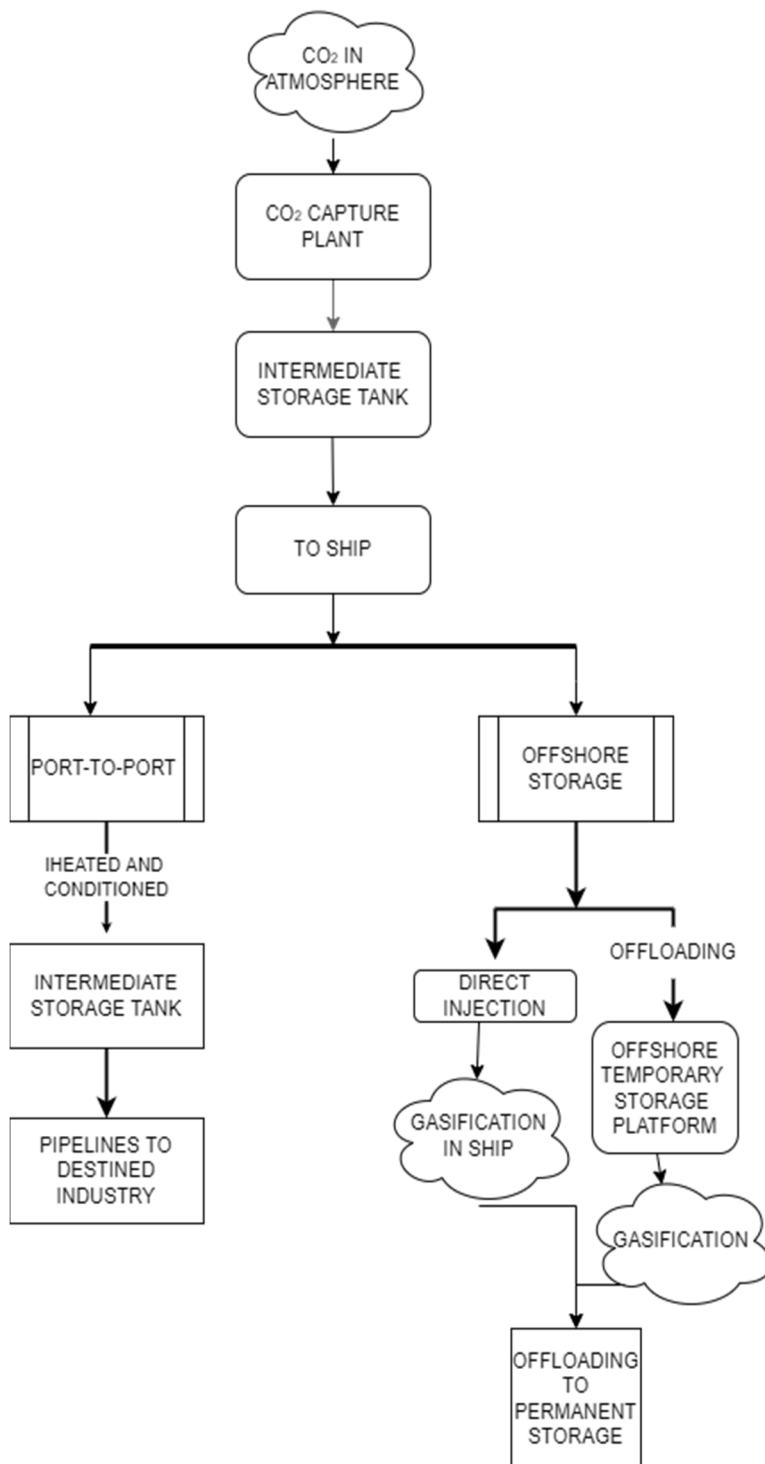 CO₂ IN
ATMOSPHERE
CO₂ CAPTURE
PLANT
INTERMEDIATE
STORAGE TANK
TO SHIP
PORT-TO-PORT
IHEATED AND
CONDITIONED
INTERMEDIATE
STORAGE TANK
PIPELINES TO
DESTINED
INDUSTRY
OFFSHORE
STORAGE
DIRECT
INJECTION
GASIFICATION
IN SHIP
OFFLOADING
OFFSHORE
TEMPORARY
STORAGE
PLATFORM
GASIFICATION
OFFLOADING
TO
PERMANENT
STORAGE